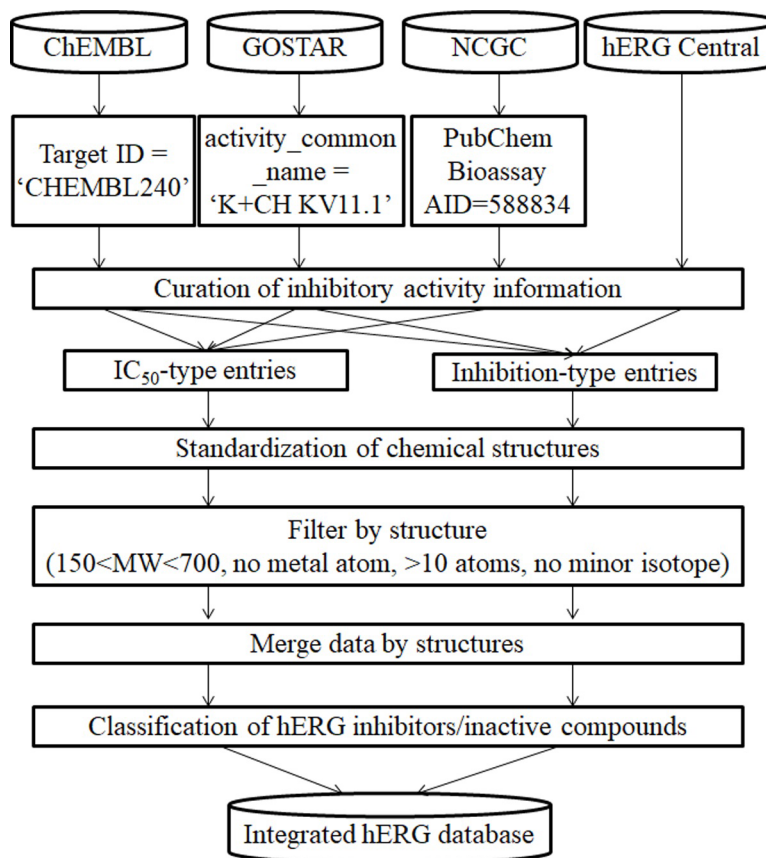 ChEMBL
GOSTAR
NCGC
hERG Central
Target ID =
‘CHEMBL240’
activity_common
_name =
‘K+CH KV11.1’
PubChem
Bioassay
AID=588834
Curation of inhibitory activity information
IC₅₀-type entries
Inhibition-type entries
Standardization of chemical structures
Filter by structure
(150<MW<700, no metal atom, >10 atoms, no minor isotope)
Merge data by structures
Classification of hERG inhibitors/inactive compounds
Integrated hERG database